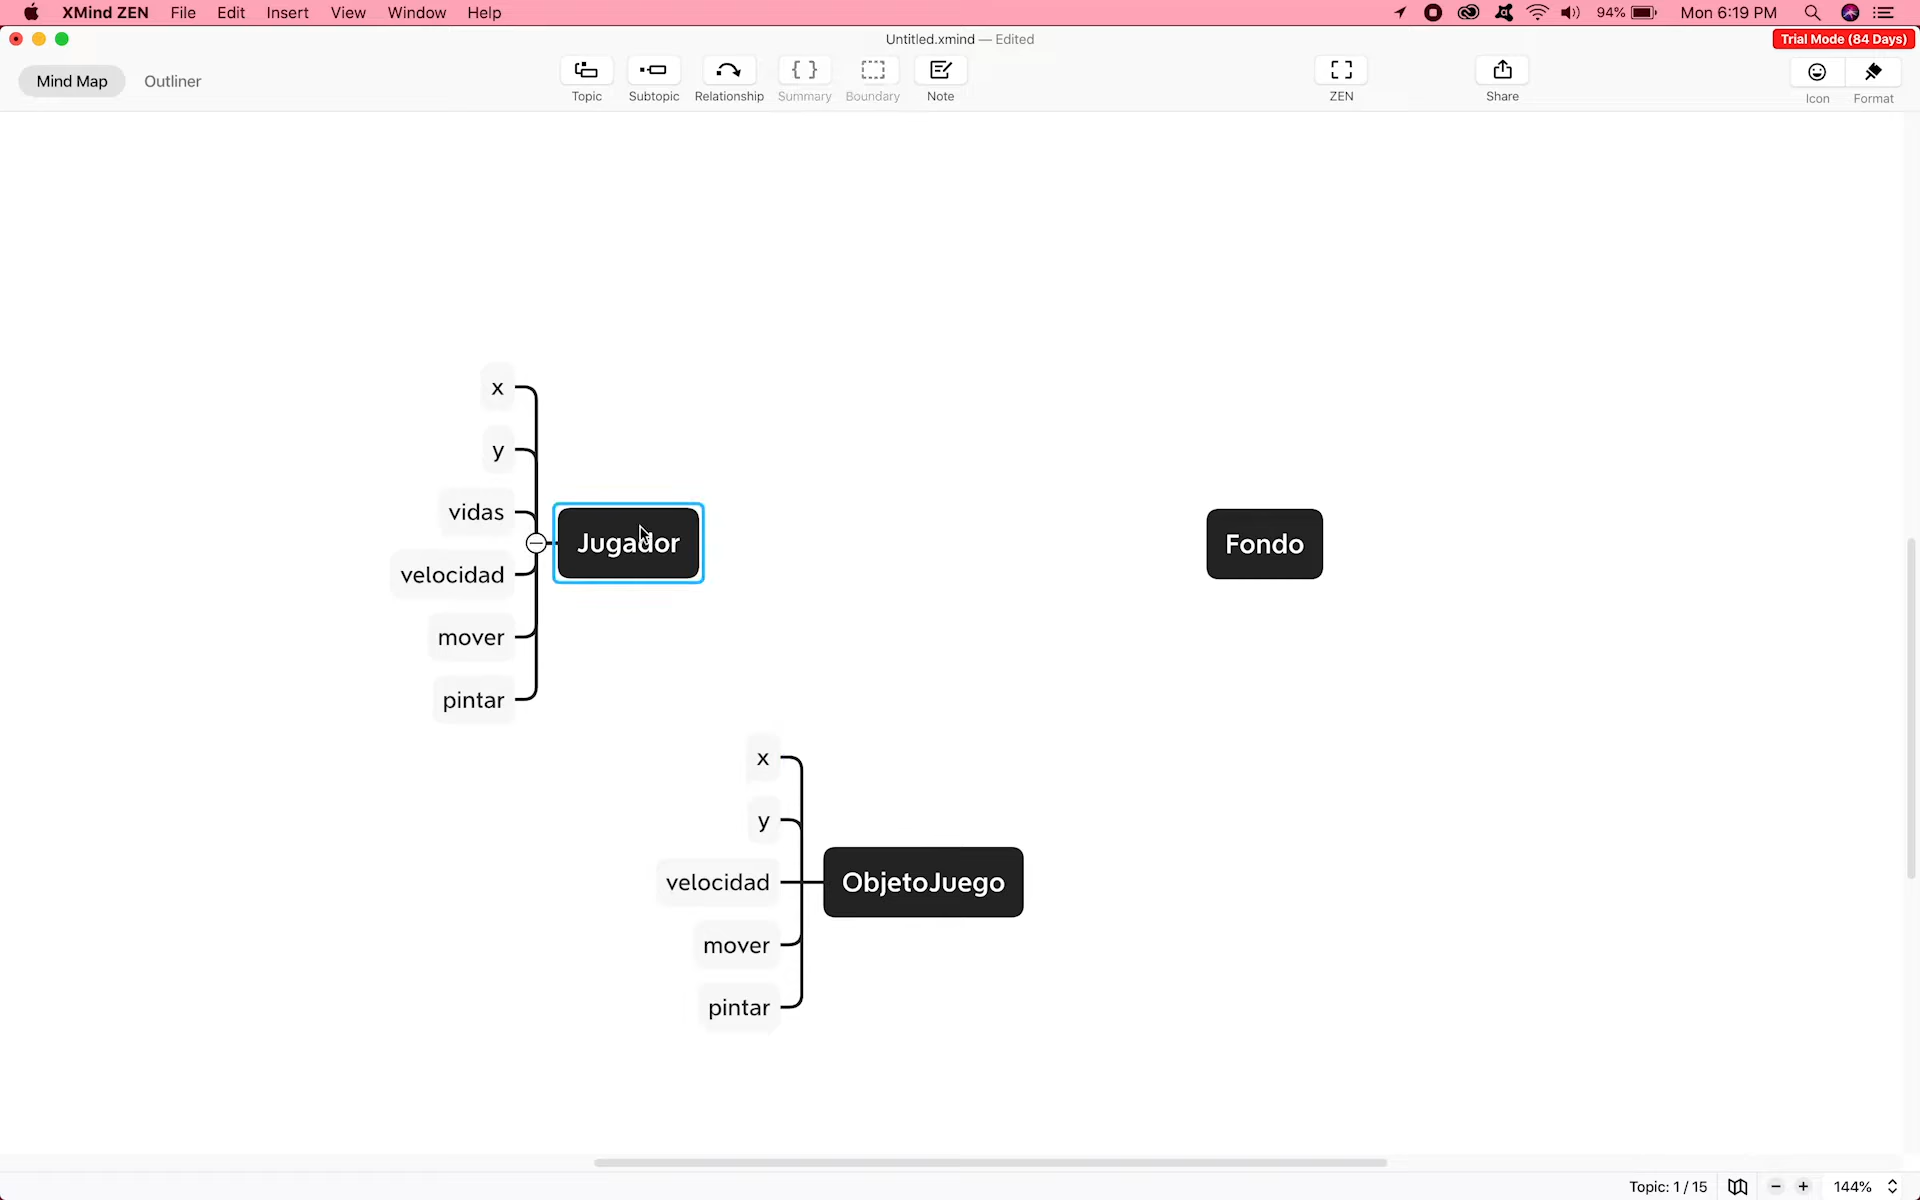 XMind ZEN File Edit Insert View Window Help 94% Mon 6:19 PM
Untitled.xmind — Edited
Trial Mode (84 Days)
Mind Map Outliner
Topic Subtopic Relationship Summary Boundary Note ZEN Share Icon Format
x
y
vidas
velocidad
mover
pintar
Jugador
Fondo
x
y
velocidad
mover
pintar
ObjetoJuego
Topic: 1 / 15 144%